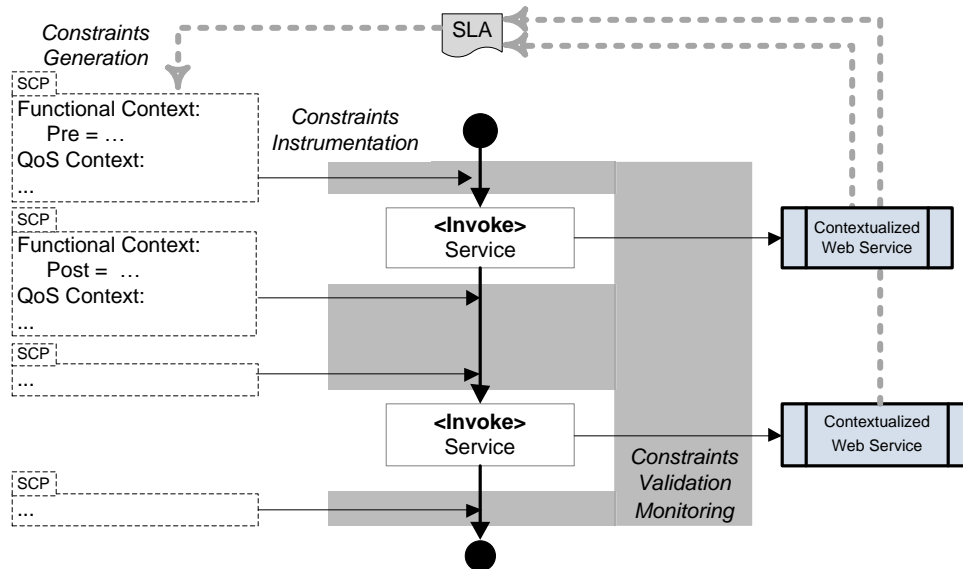 Constraints
Generation
SLA
SCP
Functional Context:
Pre = …
QoS Context:
...
Constraints
Instrumentation
SCP
Functional Context:
Post = …
QoS Context:
...
<Invoke>
Service
Contextualized
Web Service
SCP
...
<Invoke>
Service
Contextualized
Web Service
Constraints
Validation
Monitoring
SCP
...